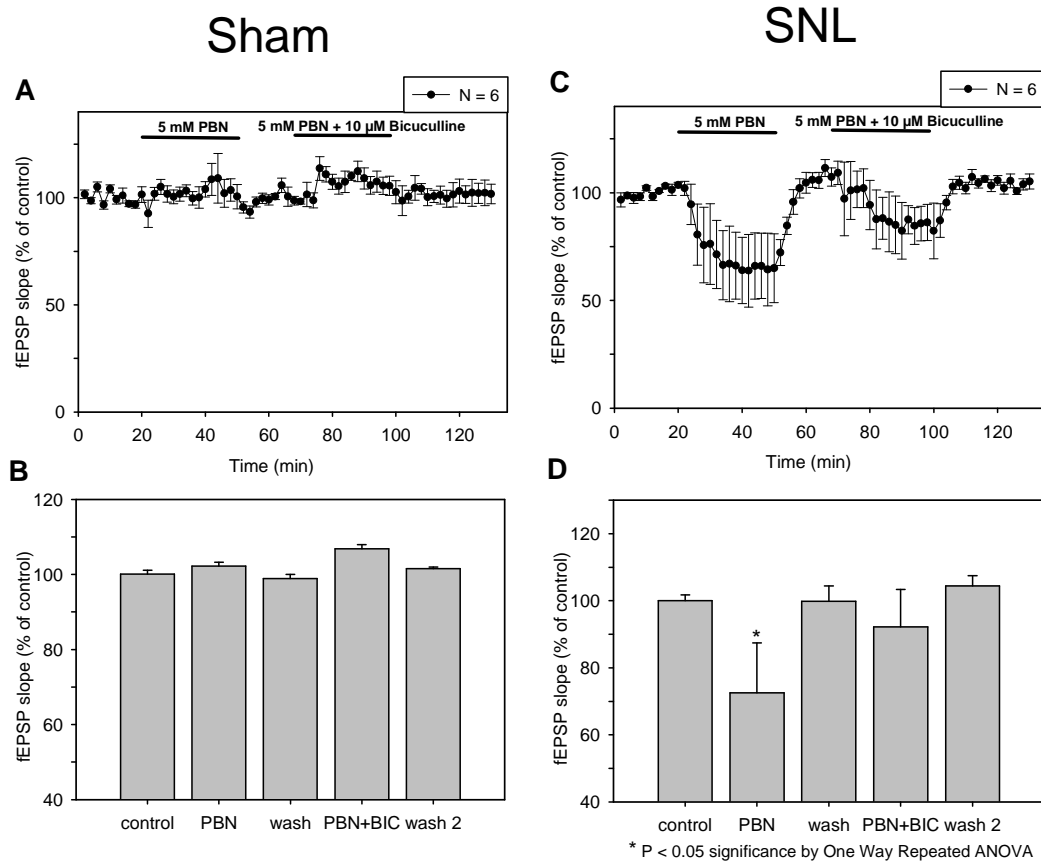 Sham
SNL
A
N = 6
5 mM PBN
5 mM PBN + 10 µM Bicuculline
fEPSP slope (% of control)
100
50
0
0 20 40 60 80 100 120
Time (min)
C
N = 6
5 mM PBN
5 mM PBN + 10 µM Bicuculline
fEPSP slope (% of control)
100
50
0
0 20 40 60 80 100 120
Time (min)
B
fEPSP slope (% of control)
120
100
80
60
40
control PBN wash PBN+BIC wash 2
D
fEPSP slope (% of control)
120
100
80
60
40
*
control PBN wash PBN+BIC wash 2
* P < 0.05 significance by One Way Repeated ANOVA